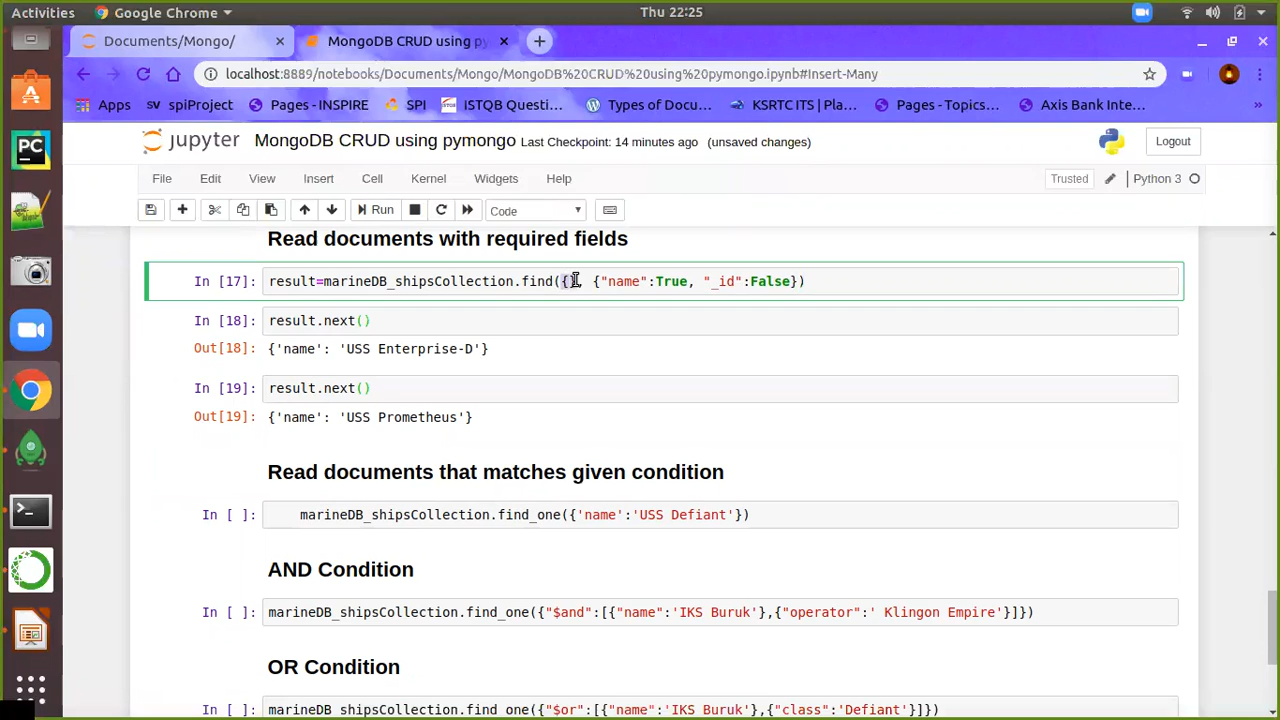 Activities Google Chrome Thu 22:25
Documents/Mongo/ MongoDB CRUD using py
localhost:8889/notebooks/Documents/Mongo/MongoDB%20CRUD%20using%20pymongo.ipynb#Insert-Many
Apps sv spiProject Pages - INSPIRE SPI iSTQB Questi… Types of Docu… KSRTC ITS | Pla… Pages - Topics… Axis Bank Inte… »
jupyter MongoDB CRUD using pymongo Last Checkpoint: 14 minutes ago (unsaved changes) Logout
File Edit View Insert Cell Kernel Widgets Help Trusted Python 3
Run Code
Read documents with required fields
In [17]: result=marineDB_shipsCollection.find({}, {"name":True, "_id":False})
In [18]: result.next()
Out[18]: {'name': 'USS Enterprise-D'}
In [19]: result.next()
Out[19]: {'name': 'USS Prometheus'}
Read documents that matches given condition
In [ ]: marineDB_shipsCollection.find_one({'name':'USS Defiant'})
AND Condition
In [ ]: marineDB_shipsCollection.find_one({"$and":[{"name":'IKS Buruk'},{"operator":' Klingon Empire'}]})
OR Condition
In [ ]: marineDB_shipsCollection.find_one({"$or":[{"name":'IKS Buruk'},{"class":'Defiant'}]})